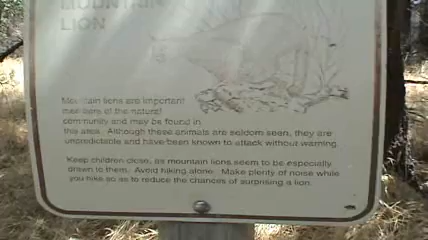 MOUNTAIN
LION
Mountain lions are important
members of the natural
community and may be found in
this area. Although these animals are seldom seen, they are
unpredictable and have been known to attack without warning.
Keep children close, as mountain lions seem to be especially
drawn to them. Avoid hiking alone. Make plenty of noise while
you hike so as to reduce the chances of surprising a lion.